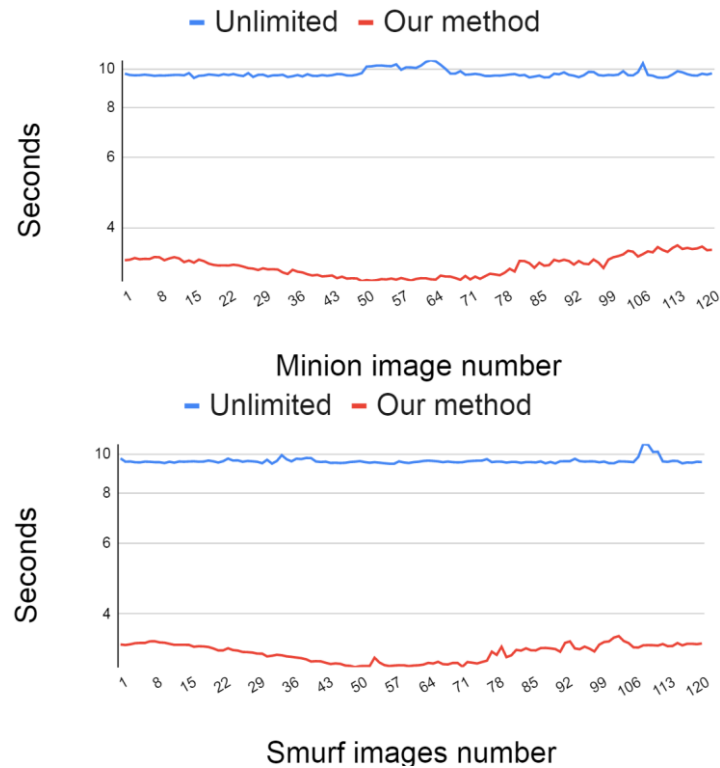 Unlimited Our method
10
8
6
4
Seconds
1 8 15 22 29 36 43 50 57 64 71 78 85 92 99 106 113 120
Minion image number
Unlimited Our method
10
8
6
4
Seconds
1 8 15 22 29 36 43 50 57 64 71 78 85 92 99 106 113 120
Smurf images number